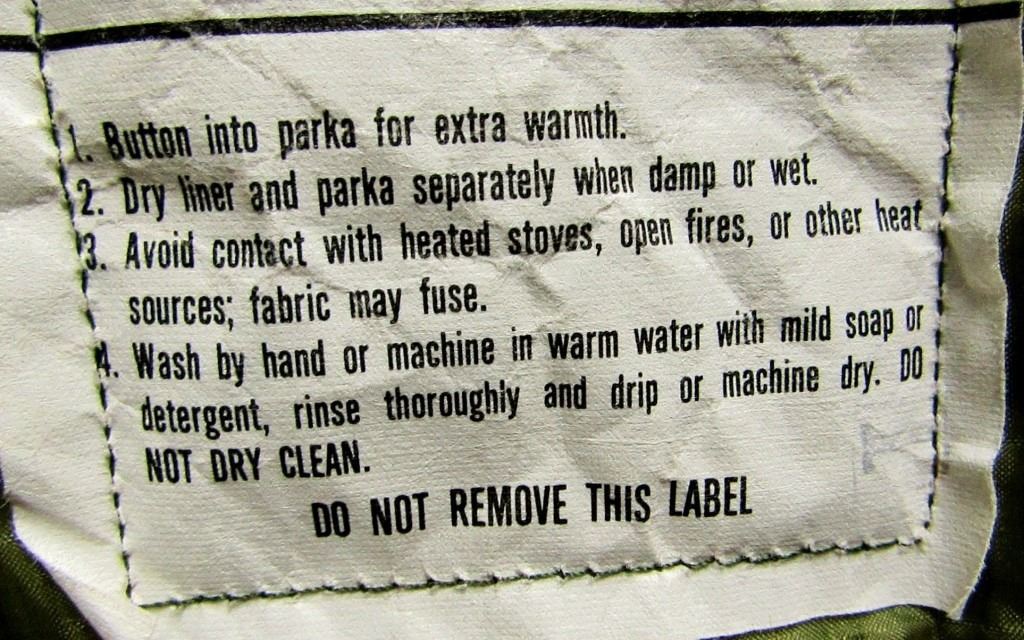 1. Button into parka for extra warmth.
2. Dry liner and parka separately when damp or wet.
3. Avoid contact with heated stoves, open fires, or other heat
sources; fabric may fuse.
4. Wash by hand or machine in warm water with mild soap or
detergent, rinse thoroughly and drip or machine dry. DO
NOT DRY CLEAN.
DO NOT REMOVE THIS LABEL